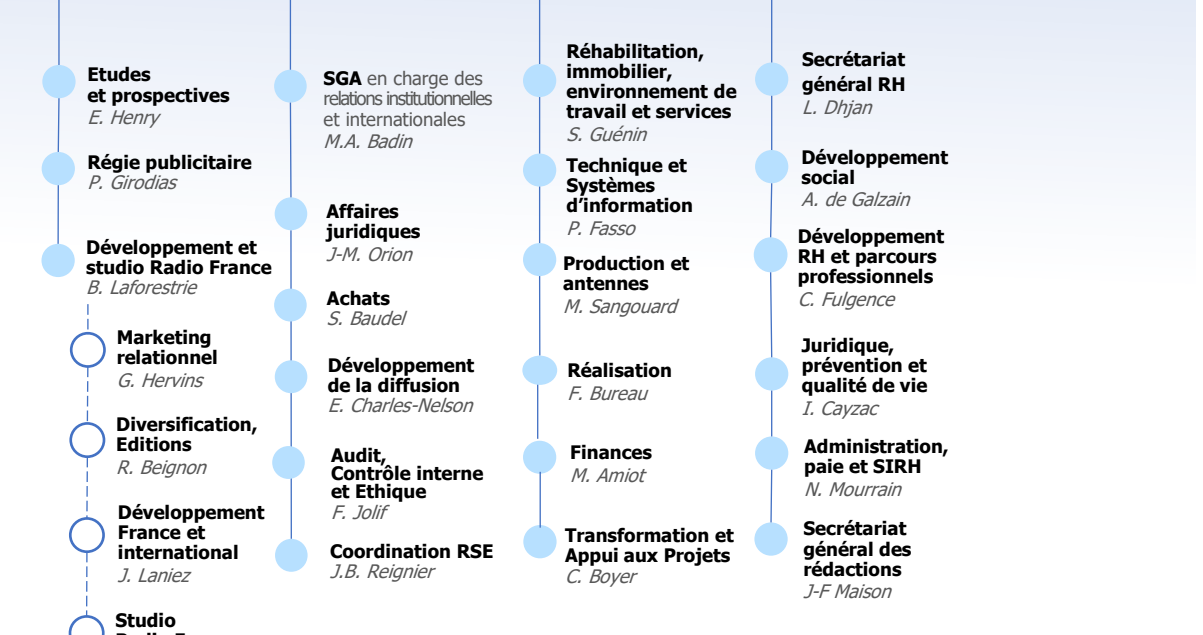 Etudes
et prospectives
E. Henry
Régie publicitaire
P. Girodias
Développement et
studio Radio France
B. Laforestrie
Marketing
relationnel
G. Hervins
Diversification,
Editions
R. Beignon
Développement
France et
international
J. Laniez
Studio
SGA en charge des
relations institutionnelles
et internationales
M.A. Badin
Affaires
juridiques
J-M. Orion
Achats
S. Baudel
Développement
de la diffusion
E. Charles-Nelson
Audit,
Contrôle interne
et Ethique
F. Jolif
Coordination RSE
J.B. Reignier
Réhabilitation,
immobilier,
environnement de
travail et services
S. Guénin
Technique et
Systèmes
d’information
P. Fasso
Production et
antennes
M. Sangouard
Réalisation
F. Bureau
Finances
M. Amiot
Transformation et
Appui aux Projets
C. Boyer
Secrétariat
général RH
L. Dhjan
Développement
social
A. de Galzain
Développement
RH et parcours
professionnels
C. Fulgence
Juridique,
prévention et
qualité de vie
I. Cayzac
Administration,
paie et SIRH
N. Mourrain
Secrétariat
général des
rédactions
J-F Maison